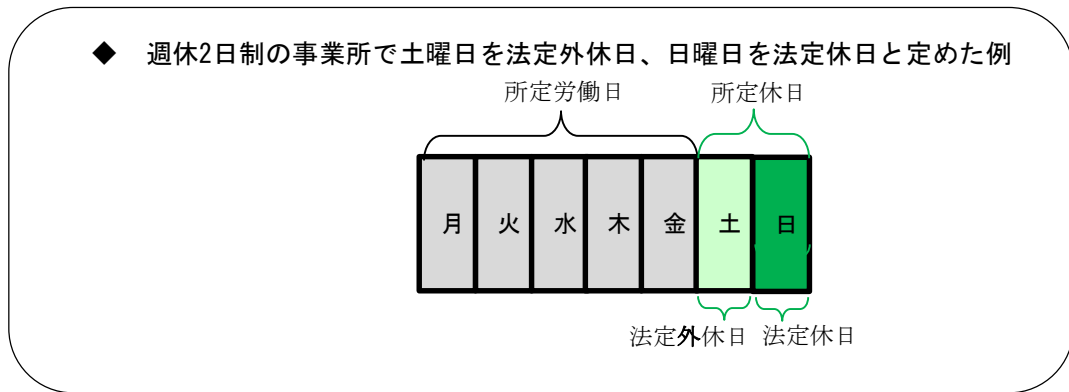 ◆ 週休2日制の事業所で土曜日を法定外休日、日曜日を法定休日と定めた例
所定労働日 所定休日
月 火 水 木 金 土 日
法定外休日 法定休日